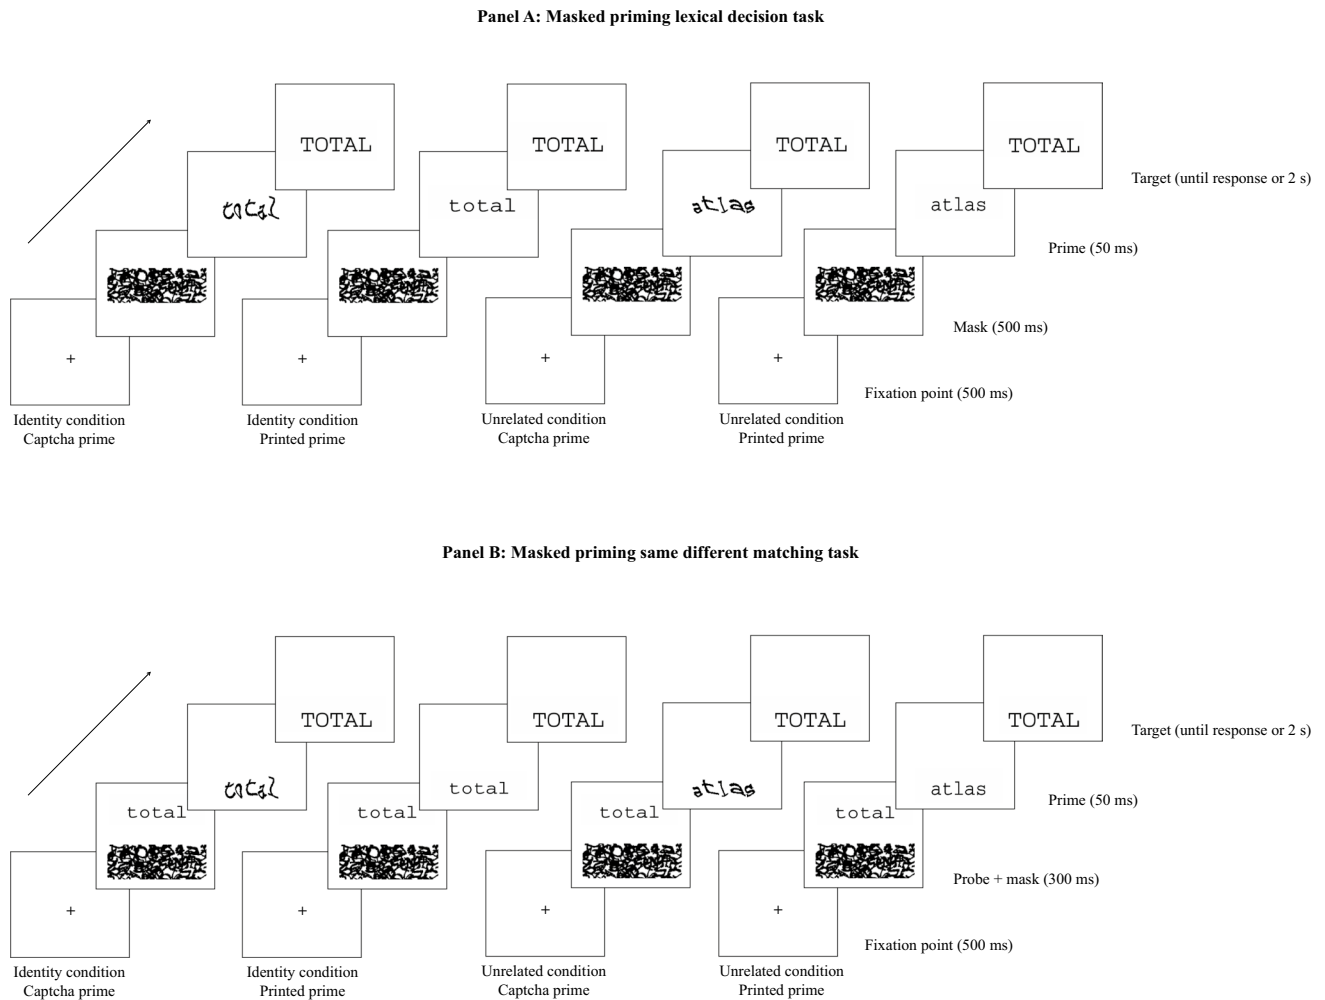 Panel A: Masked priming lexical decision task
TOTAL
TOTAL
TOTAL
TOTAL
Target (until response or 2 s)
total
total
atlas
atlas
Prime (50 ms)
Mask (500 ms)
+
+
+
+
Fixation point (500 ms)
Identity condition
Captcha prime
Identity condition
Printed prime
Unrelated condition
Captcha prime
Unrelated condition
Printed prime
Panel B: Masked priming same different matching task
TOTAL
TOTAL
TOTAL
TOTAL
Target (until response or 2 s)
total
total
atlas
atlas
Prime (50 ms)
total
total
total
total
Probe + mask (300 ms)
+
+
+
+
Fixation point (500 ms)
Identity condition
Captcha prime
Identity condition
Printed prime
Unrelated condition
Captcha prime
Unrelated condition
Printed prime